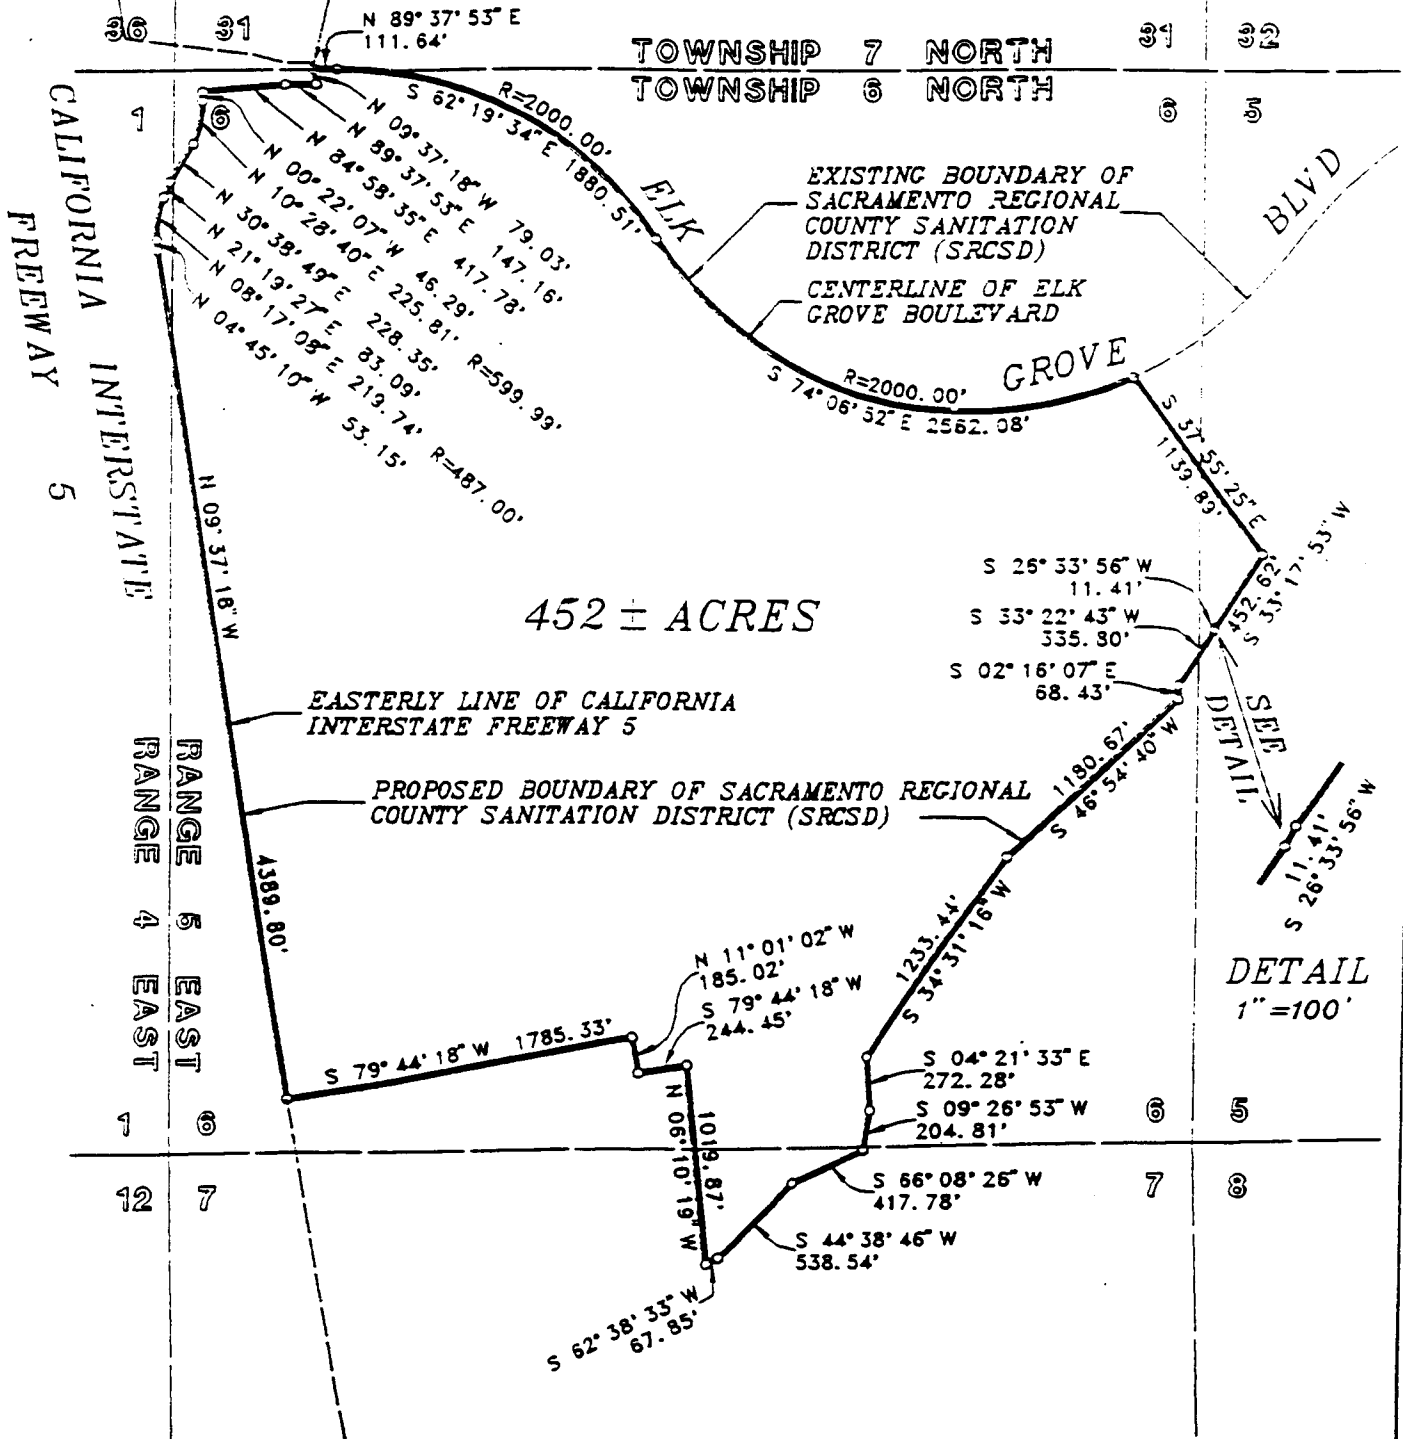 36 31
N 89° 37' 53" E
111.64'
TOWNSHIP 7 NORTH
TOWNSHIP 6 NORTH
31 32
6 5
1 6
CALIFORNIA INTERSTATE
FREEWAY 5
R=2000.00'
S 62° 19' 34" E 1880.51'
N 09° 37' 18" W 79.03'
N 89° 37' 53" E 147.16'
N 84° 58' 35" E 417.78'
N 00° 22' 07" W 46.29'
N 10° 28' 40" E 225.81' R=599.99'
N 30° 38' 49" E 228.35'
N 21° 19' 27" E 83.09'
N 08° 17' 08" E 219.74' R=487.00'
N 04° 45' 10" W 53.15'
ELK
GROVE
BLVD
EXISTING BOUNDARY OF
SACRAMENTO REGIONAL
COUNTY SANITATION
DISTRICT (SRCSD)
CENTERLINE OF ELK
GROVE BOULEVARD
R=2000.00'
S 74° 06' 52" E 2562.08'
S 37° 55' 25" E
1139.89'
N 09° 37' 18" W
4389.80'
452 ± ACRES
S 26° 33' 56" W
11.41'
S 33° 22' 43" W
335.80'
S 02° 16' 07" E
68.43'
452.62'
S 33° 17' 53" W
SEE
DETAIL
EASTERLY LINE OF CALIFORNIA
INTERSTATE FREEWAY 5
PROPOSED BOUNDARY OF SACRAMENTO REGIONAL
COUNTY SANITATION DISTRICT (SRCSD)
1180.67'
S 46° 54' 40" W
11.41'
S 26° 33' 56" W
DETAIL
1"=100'
RANGE 5 EAST
RANGE 4 EAST
1233.44'
S 34° 31' 16" W
N 11° 01' 02" W
185.02'
S 79° 44' 18" W
244.45'
S 79° 44' 18" W 1785.33'
S 04° 21' 33" E
272.28'
S 09° 26' 53" W
204.81'
1 6
6 5
12 7
7 8
1019.87'
N 06° 10' 19" W
S 66° 08' 26" W
417.78'
S 44° 38' 46" W
538.54'
S 62° 38' 33" W
67.85'